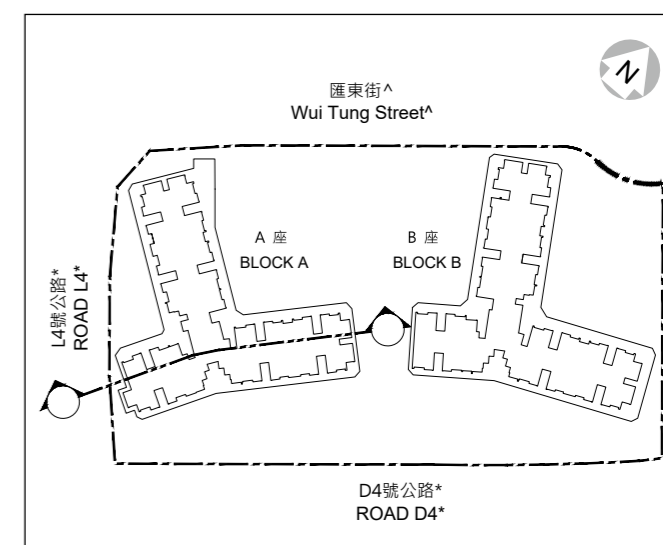 N
匯東街^
Wui Tung Street^
A 座
BLOCK A
B 座
BLOCK B
L4號公路*
ROAD L4*
D4號公路*
ROAD D4*